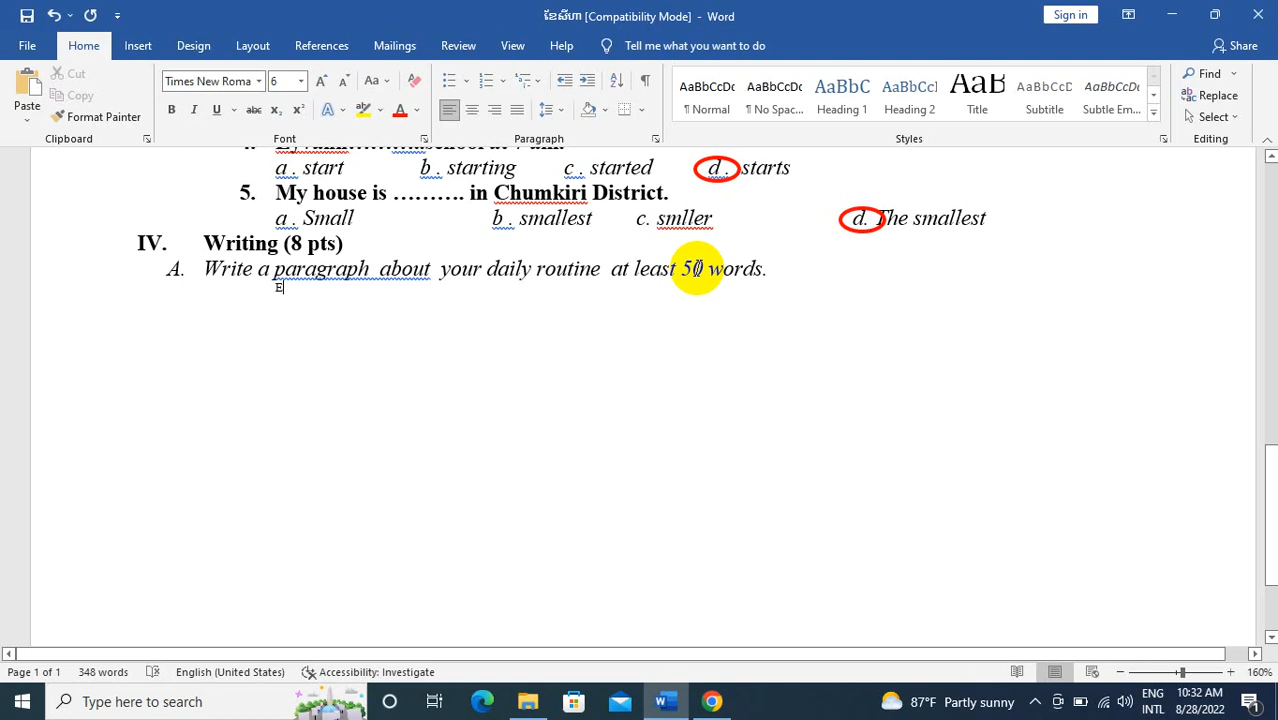 ខែសីហា [Compatibility Mode] - Word
Sign in
File Home Insert Design Layout References Mailings Review View Help Tell me what you want to do Share
Paste
Cut
Copy
Format Painter
Clipboard
Times New Roma 6
Font
Paragraph
AaBbCcDc AaBbCcDc AaBbC AaBbCc AaB AaBbCcD AaBbCcDt
¶ Normal ¶ No Spac... Heading 1 Heading 2 Title Subtitle Subtle Em...
Styles
Find
Replace
Select
Editing
a . start b . starting c . started d . starts
5. My house is ………. in Chumkiri District.
a . Small b . smallest c. smller d. The smallest
IV. Writing (8 pts)
A. Write a paragraph about your daily routine at least 50 words.
E
Page 1 of 1 348 words English (United States) Accessibility: Investigate 160%
Type here to search
87°F Partly sunny
ENG
INTL
10:32 AM
8/28/2022
1